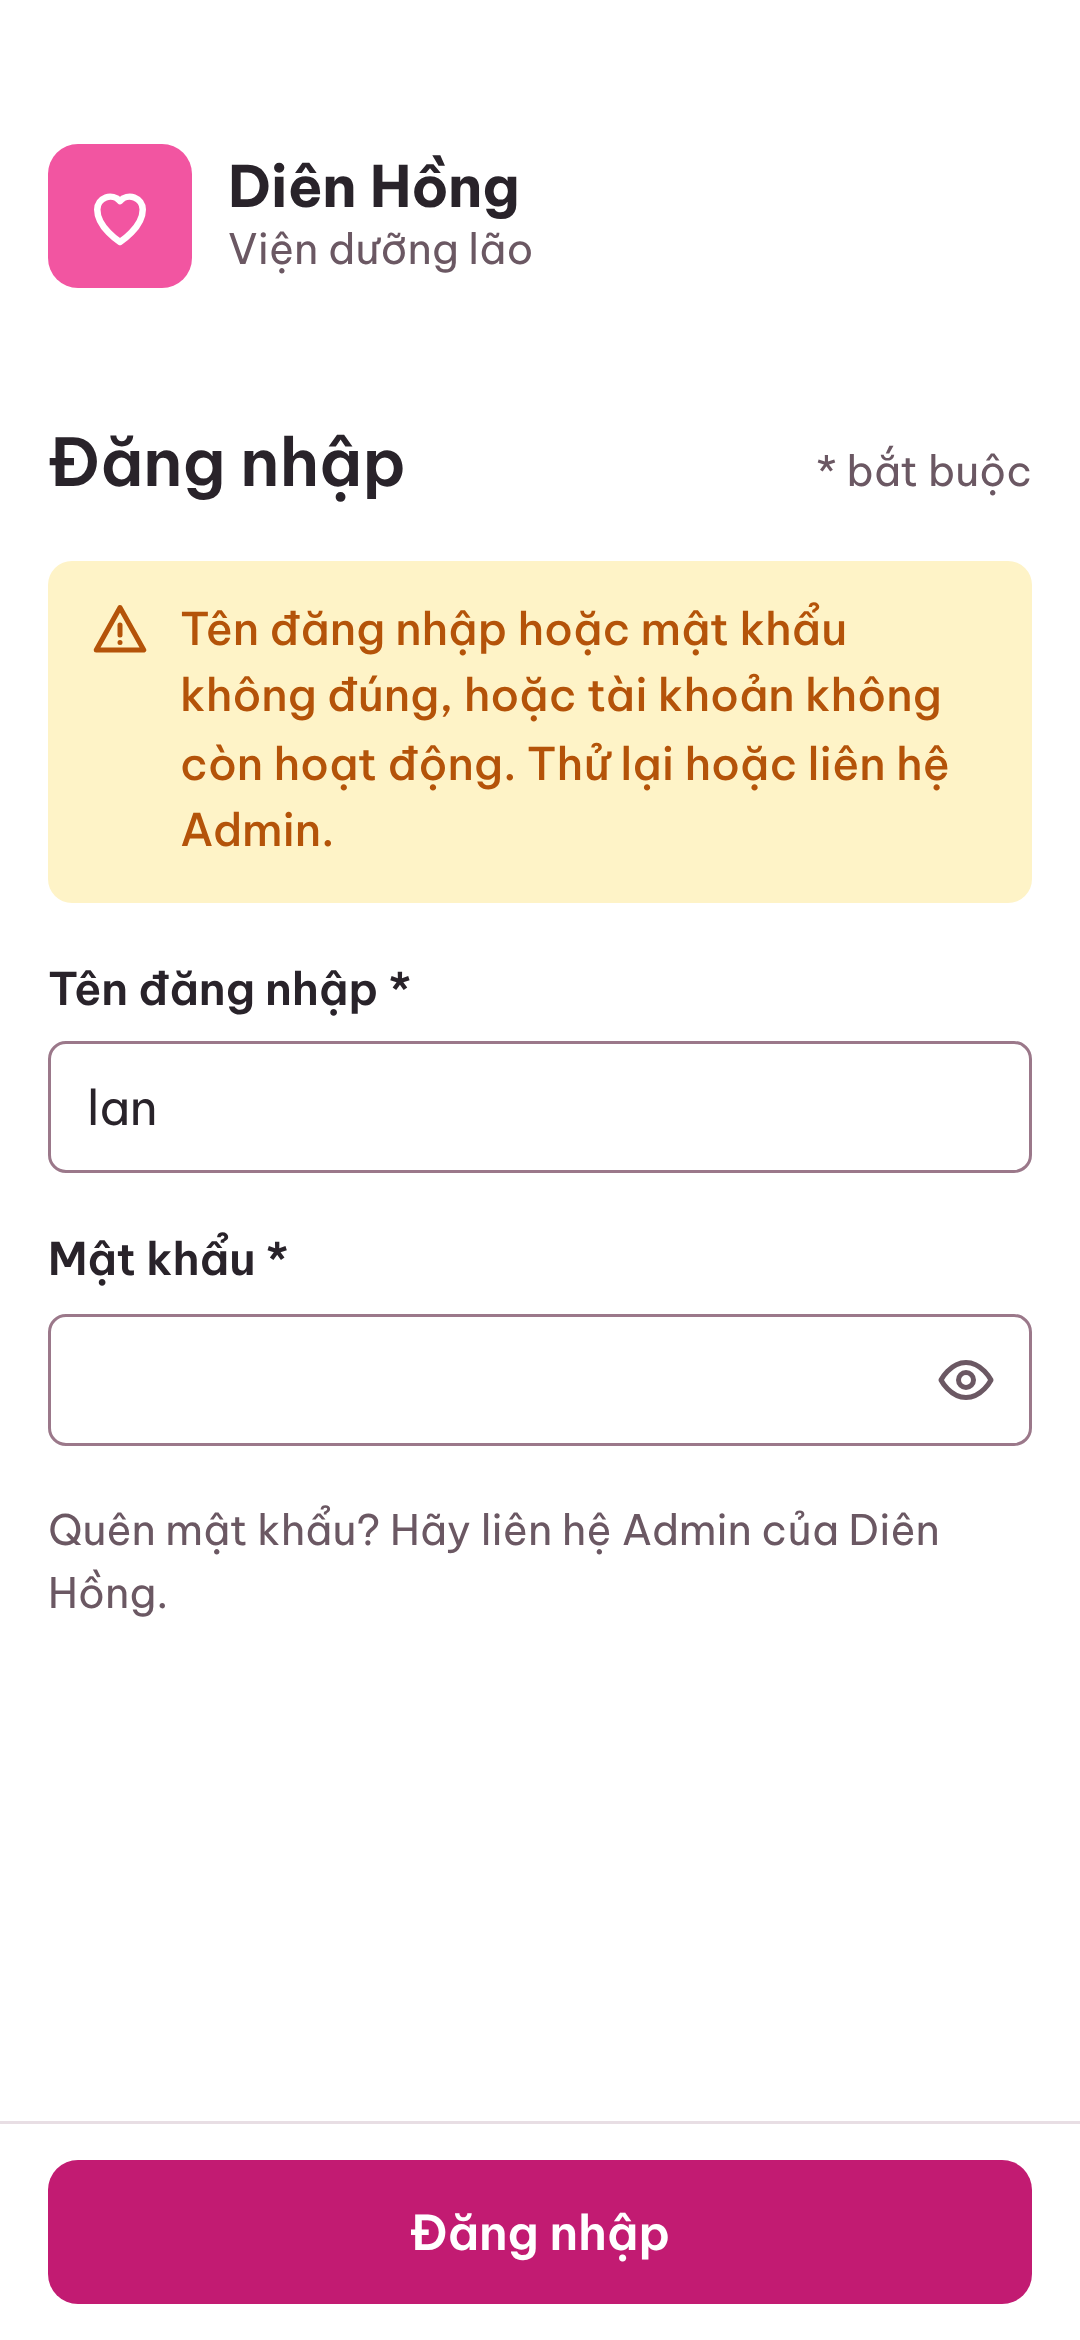 Diên Hồng
Viện dưỡng lão
Đăng nhập
* bắt buộc
Tên đăng nhập hoặc mật khẩu
không đúng, hoặc tài khoản không
còn hoạt động. Thử lại hoặc liên hệ
Admin.
Tên đăng nhập *
lan
Mật khẩu *
Quên mật khẩu? Hãy liên hệ Admin của Diên
Hồng.
Đăng nhập